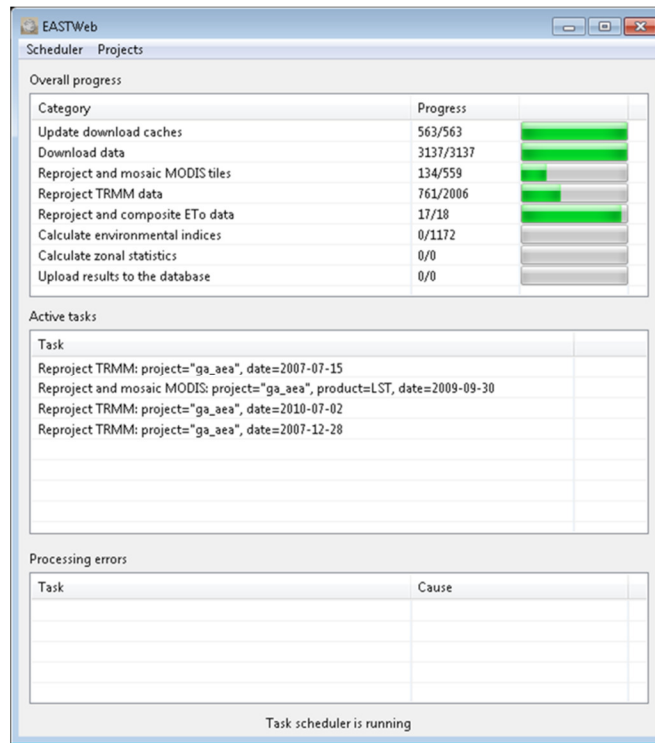 EASTWeb
Scheduler Projects
Overall progress
Category Progress
Update download caches 563/563
Download data 3137/3137
Reproject and mosaic MODIS tiles 134/559
Reproject TRMM data 761/2006
Reproject and composite ETo data 17/18
Calculate environmental indices 0/1172
Calculate zonal statistics 0/0
Upload results to the database 0/0
Active tasks
Task
Reproject TRMM: project="ga_aea", date=2007-07-15
Reproject and mosaic MODIS: project="ga_aea", product=LST, date=2009-09-30
Reproject TRMM: project="ga_aea", date=2010-07-02
Reproject TRMM: project="ga_aea", date=2007-12-28
Processing errors
Task Cause
Task scheduler is running